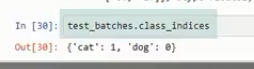 In [30]: test_batches.class_indices
Out[30]: {'cat': 1, 'dog': 0}